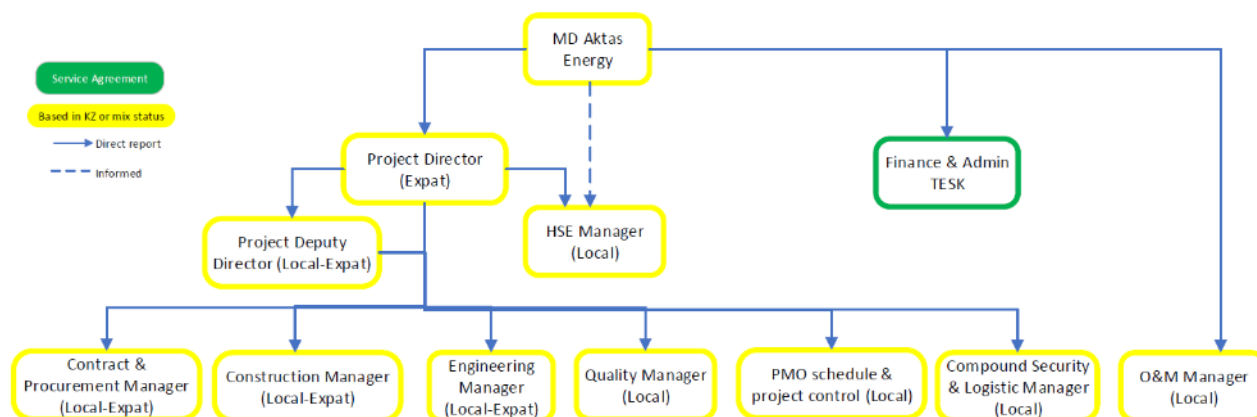 MD Aktas
Energy
Service Agreement
Based in KZ or mix status
Direct report
Informed
Project Director
(Expat)
Finance & Admin
TESK
HSE Manager
(Local)
Project Deputy
Director (Local-Expat)
Contract &
Procurement Manager
(Local-Expat)
Construction Manager
(Local-Expat)
Engineering
Manager
(Local-Expat)
Quality Manager
(Local)
PMO schedule &
project control (Local)
Compound Security
& Logistic Manager
(Local)
O&M Manager
(Local)